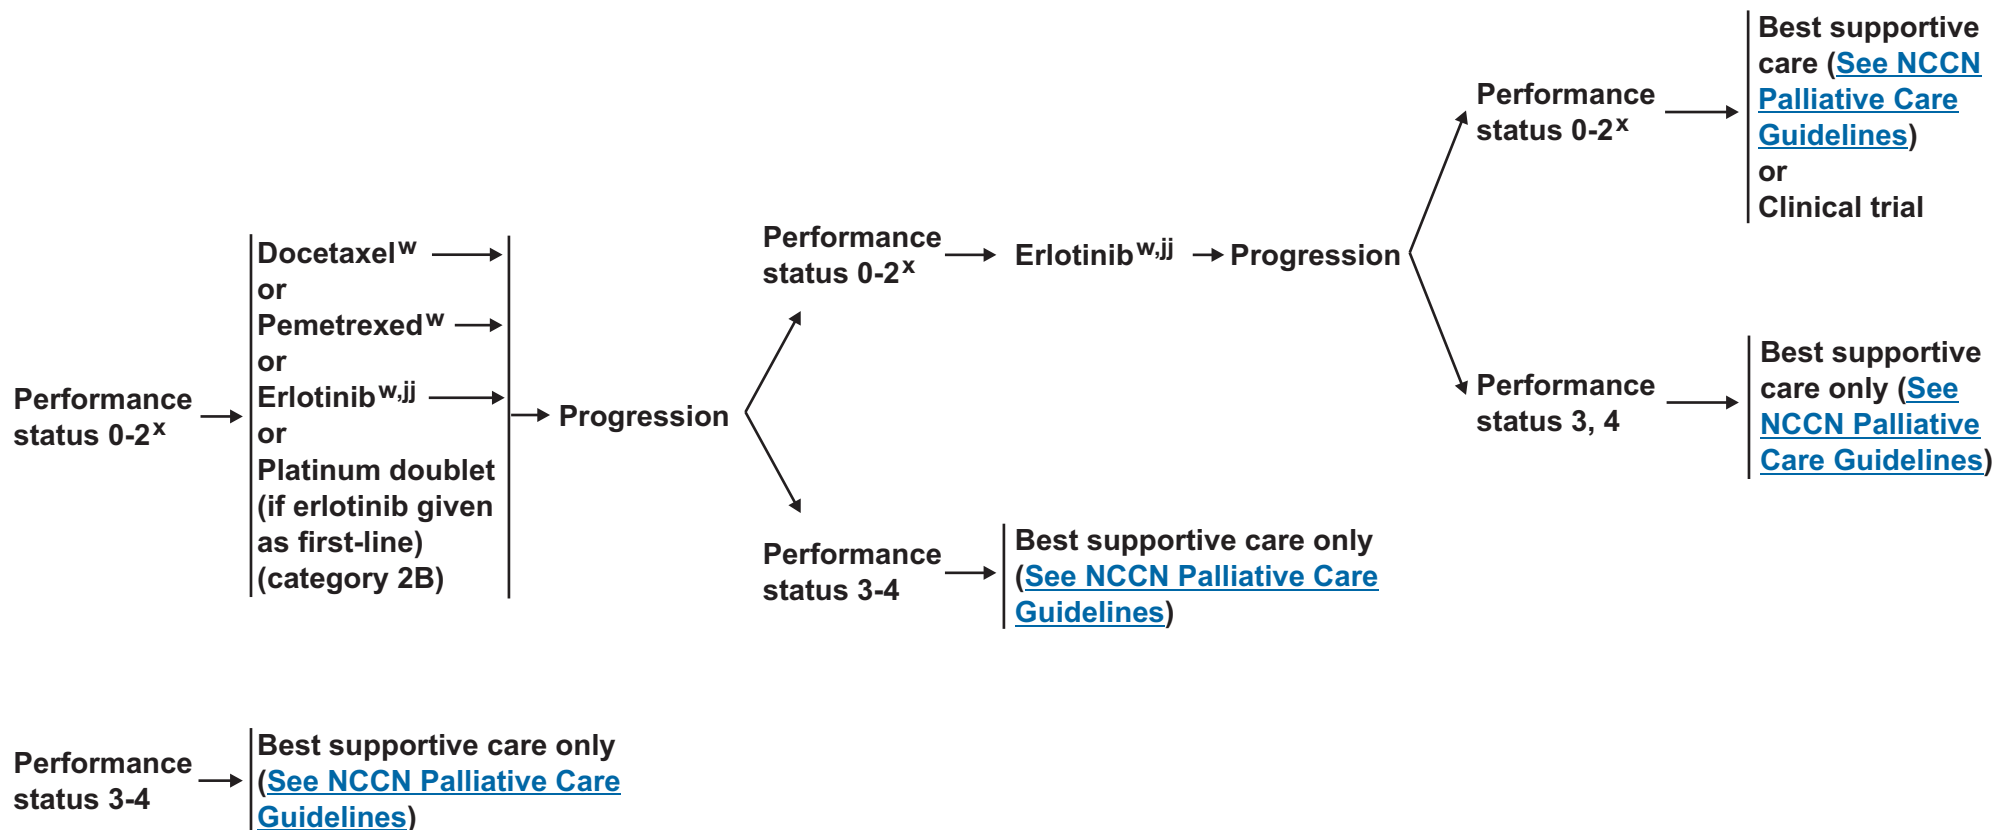 Performance
status 0-2x
Docetaxelw
or
Pemetrexedw
or
Erlotinibw,jj
or
Platinum doublet
(if erlotinib given
as first-line)
(category 2B)
Progression
Performance
status 0-2x
Erlotinibw,jj
Progression
Performance
status 0-2x
Best supportive
care (See NCCN
Palliative Care
Guidelines)
or
Clinical trial
Performance
status 3, 4
Best supportive
care only (See
NCCN Palliative
Care Guidelines)
Performance
status 3-4
Best supportive care only
(See NCCN Palliative Care
Guidelines)
Performance
status 3-4
Best supportive care only
(See NCCN Palliative Care
Guidelines)